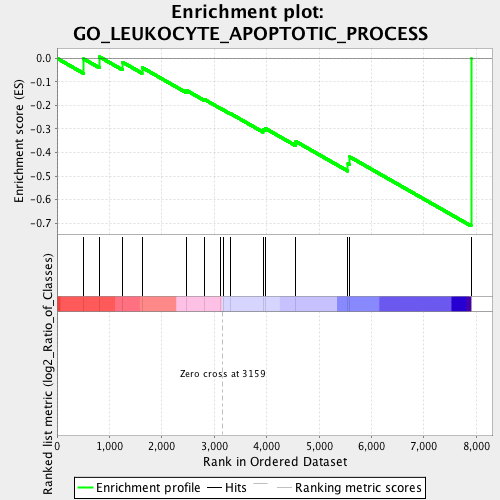 Enrichment plot:
GO_LEUKOCYTE_APOPTOTIC_PROCESS
Enrichment score (ES)
0.0
-0.1
-0.2
-0.3
-0.4
-0.5
-0.6
-0.7
Ranked list metric (log2_Ratio_of_Classes)
Zero cross at 3159
0 1,000 2,000 3,000 4,000 5,000 6,000 7,000 8,000
Rank in Ordered Dataset
Enrichment profile Hits Ranking metric scores